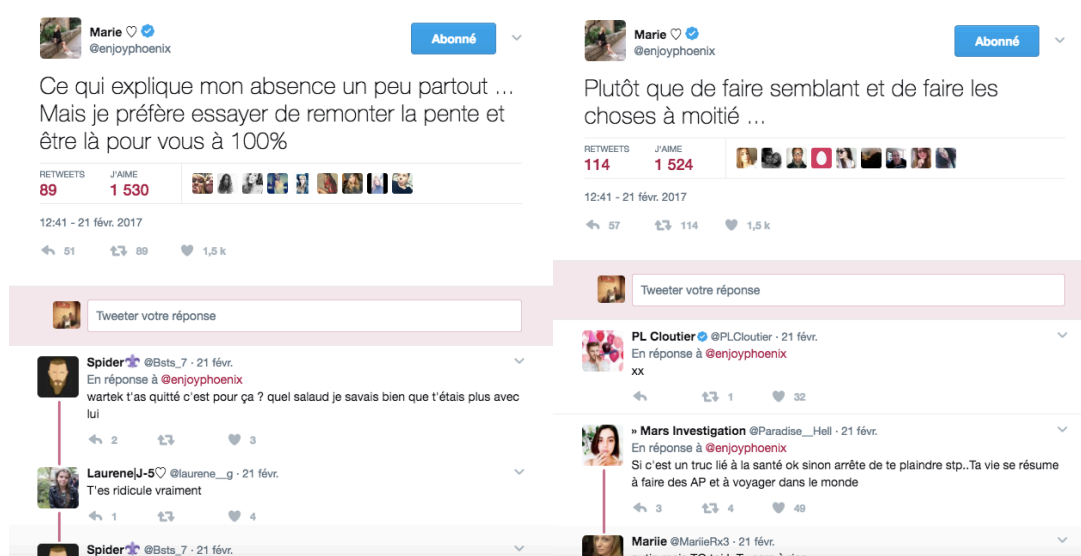 Marie ♡
@enjoyphoenix
Abonné
Ce qui explique mon absence un peu partout ...
Mais je préfère essayer de remonter la pente et
être là pour vous à 100%
RETWEETS J'AIME
89 1 530
12:41 - 21 févr. 2017
51 89 1,5 k
Tweeter votre réponse
Spider⚜ @Bsts_7 · 21 févr.
En réponse à @enjoyphoenix
wartek t'as quitté c'est pour ça ? quel salaud je savais bien que t'étais plus avec
lui
2 3
Laurene|J-5♡ @laurene__g · 21 févr.
T'es ridicule vraiment
1 4
Spider⚜ @Bsts_7 · 21 févr.
Marie ♡
@enjoyphoenix
Abonné
Plutôt que de faire semblant et de faire les
choses à moitié ...
RETWEETS J'AIME
114 1 524
12:41 - 21 févr. 2017
57 114 1,5 k
Tweeter votre réponse
PL Cloutier @PLCloutier · 21 févr.
En réponse à @enjoyphoenix
xx
1 32
» Mars Investigation @Paradise__Hell · 21 févr.
En réponse à @enjoyphoenix
Si c'est un truc lié à la santé ok sinon arrête de te plaindre stp..Ta vie se résume
à faire des AP et à voyager dans le monde
3 4 49
Mariie @MariieRx3 · 21 févr.